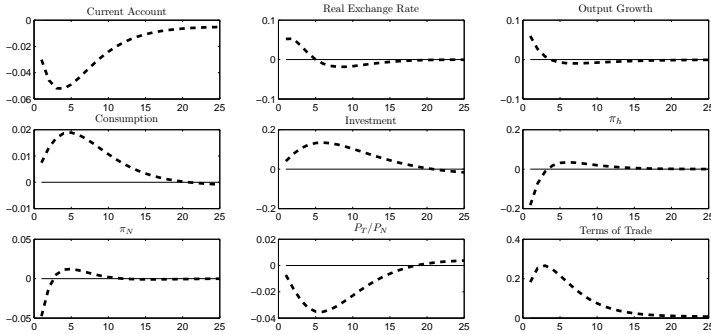 Current Account Real Exchange Rate Output Growth
0 0.1 0.1
−0.02
0 0
−0.04
−0.06 −0.1 −0.1
0 5 10 15 20 25 0 5 10 15 20 25 0 5 10 15 20 25
Consumption Investment π_h
0.02 0.2 0.2
0.01
0 0
0
−0.01 −0.2 −0.2
0 5 10 15 20 25 0 5 10 15 20 25 0 5 10 15 20 25
π_N P_T/P_N Terms of Trade
0.05 0.02 0.4
0
0 0.2
−0.02
−0.05 −0.04 0
0 5 10 15 20 25 0 5 10 15 20 25 0 5 10 15 20 25